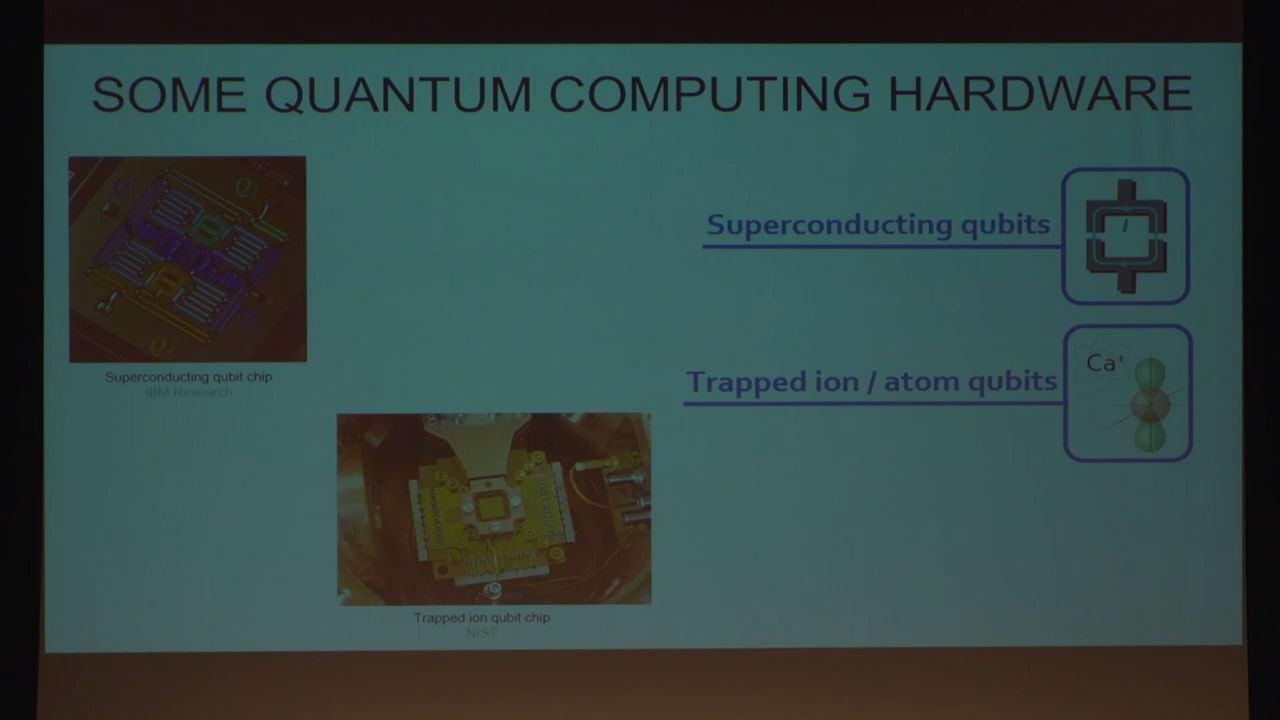 SOME QUANTUM COMPUTING HARDWARE
Superconducting qubits
Superconducting qubit chip
IBM Research
Trapped ion / atom qubits
Ca⁺
Trapped ion qubit chip
NIST